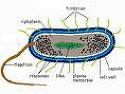 fimbriae
cytoplasm
capsule
cell wall
flagellum
ribosomes
DNA
plasma
membrane